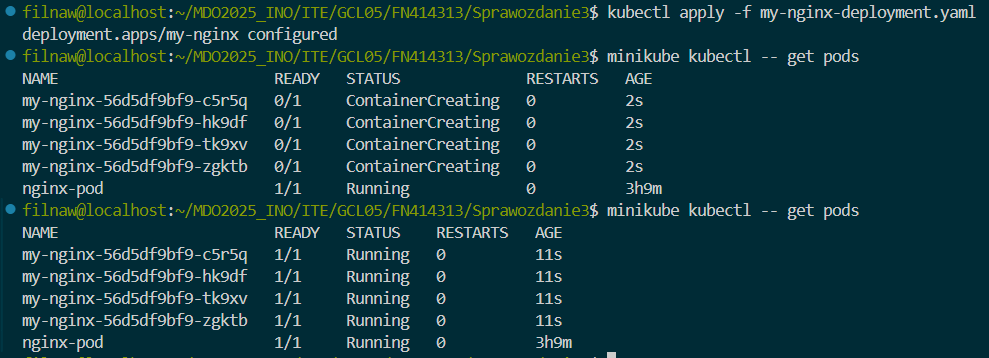 filnaw@localhost:~/MDO2025_INO/ITE/GCL05/FN414313/Sprawozdanie3$ kubectl apply -f my-nginx-deployment.yaml
deployment.apps/my-nginx configured
filnaw@localhost:~/MDO2025_INO/ITE/GCL05/FN414313/Sprawozdanie3$ minikube kubectl -- get pods
NAME READY STATUS RESTARTS AGE
my-nginx-56d5df9bf9-c5r5q 0/1 ContainerCreating 0 2s
my-nginx-56d5df9bf9-hk9df 0/1 ContainerCreating 0 2s
my-nginx-56d5df9bf9-tk9xv 0/1 ContainerCreating 0 2s
my-nginx-56d5df9bf9-zgktb 0/1 ContainerCreating 0 2s
nginx-pod 1/1 Running 0 3h9m
filnaw@localhost:~/MDO2025_INO/ITE/GCL05/FN414313/Sprawozdanie3$ minikube kubectl -- get pods
NAME READY STATUS RESTARTS AGE
my-nginx-56d5df9bf9-c5r5q 1/1 Running 0 11s
my-nginx-56d5df9bf9-hk9df 1/1 Running 0 11s
my-nginx-56d5df9bf9-tk9xv 1/1 Running 0 11s
my-nginx-56d5df9bf9-zgktb 1/1 Running 0 11s
nginx-pod 1/1 Running 0 3h9m